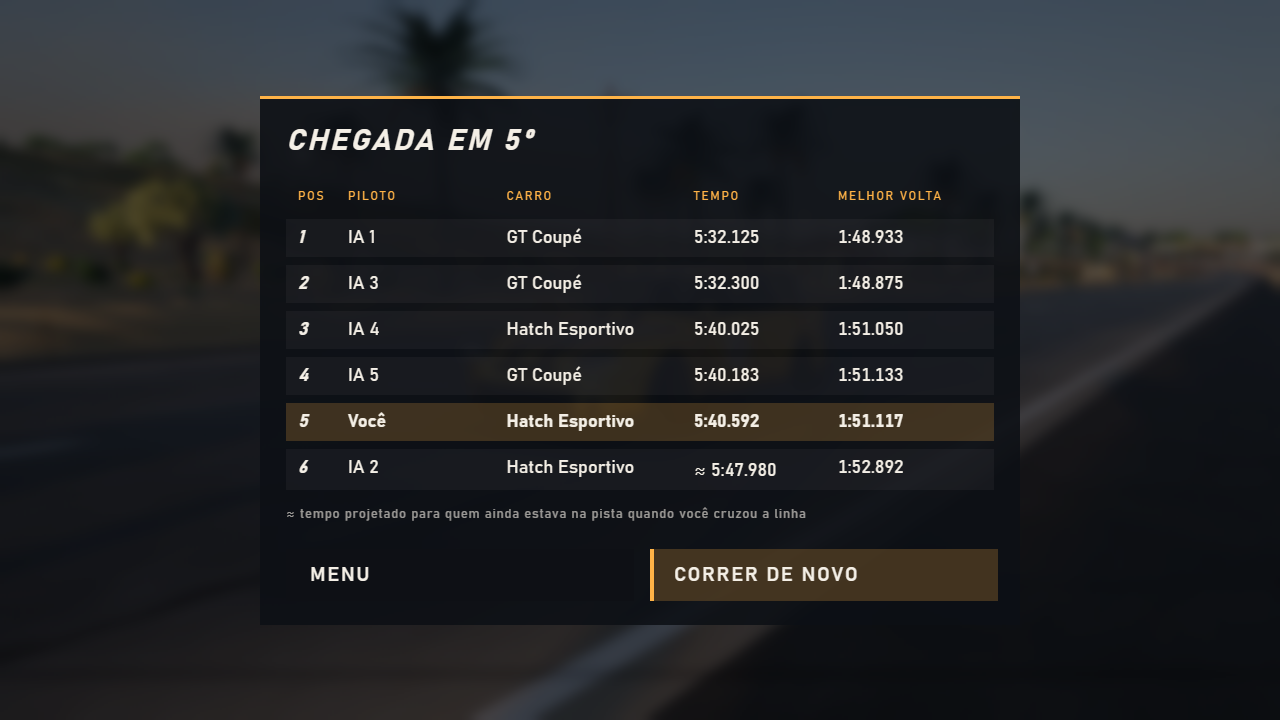 CHEGADA EM 5º
POS PILOTO CARRO TEMPO MELHOR VOLTA
1 IA 1 GT Coupé 5:32.125 1:48.933
2 IA 3 GT Coupé 5:32.300 1:48.875
3 IA 4 Hatch Esportivo 5:40.025 1:51.050
4 IA 5 GT Coupé 5:40.183 1:51.133
5 Você Hatch Esportivo 5:40.592 1:51.117
6 IA 2 Hatch Esportivo ≈ 5:47.980 1:52.892
≈ tempo projetado para quem ainda estava na pista quando você cruzou a linha
MENU CORRER DE NOVO